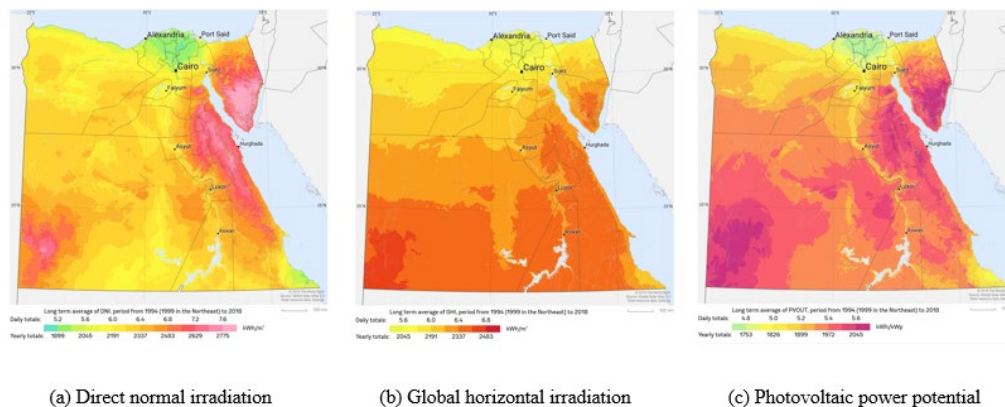 Alexandria
Port Said
Cairo
Suez
Faiyum
Asyut
Hurghada
Luxor
Aswan
Long term average of DNI, period from 1994 (1999 in the Northeast) to 2018
Daily totals: 5.2 5.6 6.0 6.4 6.8 7.2 7.6
kWh/m²
Yearly totals: 1899 2045 2191 2337 2483 2629 2775
(a) Direct normal irradiation
Alexandria
Port Said
Cairo
Suez
Faiyum
Asyut
Hurghada
Luxor
Aswan
Long term average of GHI, period from 1994 (1999 in the Northeast) to 2018
Daily totals: 5.6 6.0 6.4 6.8
kWh/m²
Yearly totals: 2045 2191 2337 2483
(b) Global horizontal irradiation
Alexandria
Port Said
Cairo
Suez
Faiyum
Asyut
Hurghada
Luxor
Aswan
Long term average of PVOUT, period from 1994 (1999 in the Northeast) to 2018
Daily totals: 4.8 5.0 5.2 5.4 5.6
kWh/kWp
Yearly totals: 1753 1826 1899 1972 2045
(c) Photovoltaic power potential